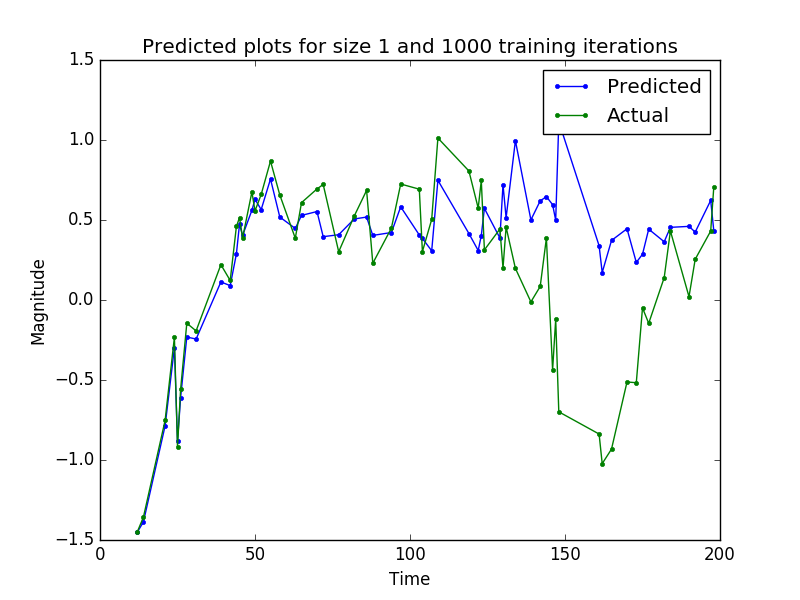 Predicted plots for size 1 and 1000 training iterations
Predicted
Actual
1.5
1.0
0.5
0.0
−0.5
−1.0
−1.5
Magnitude
0
50
100
150
200
Time